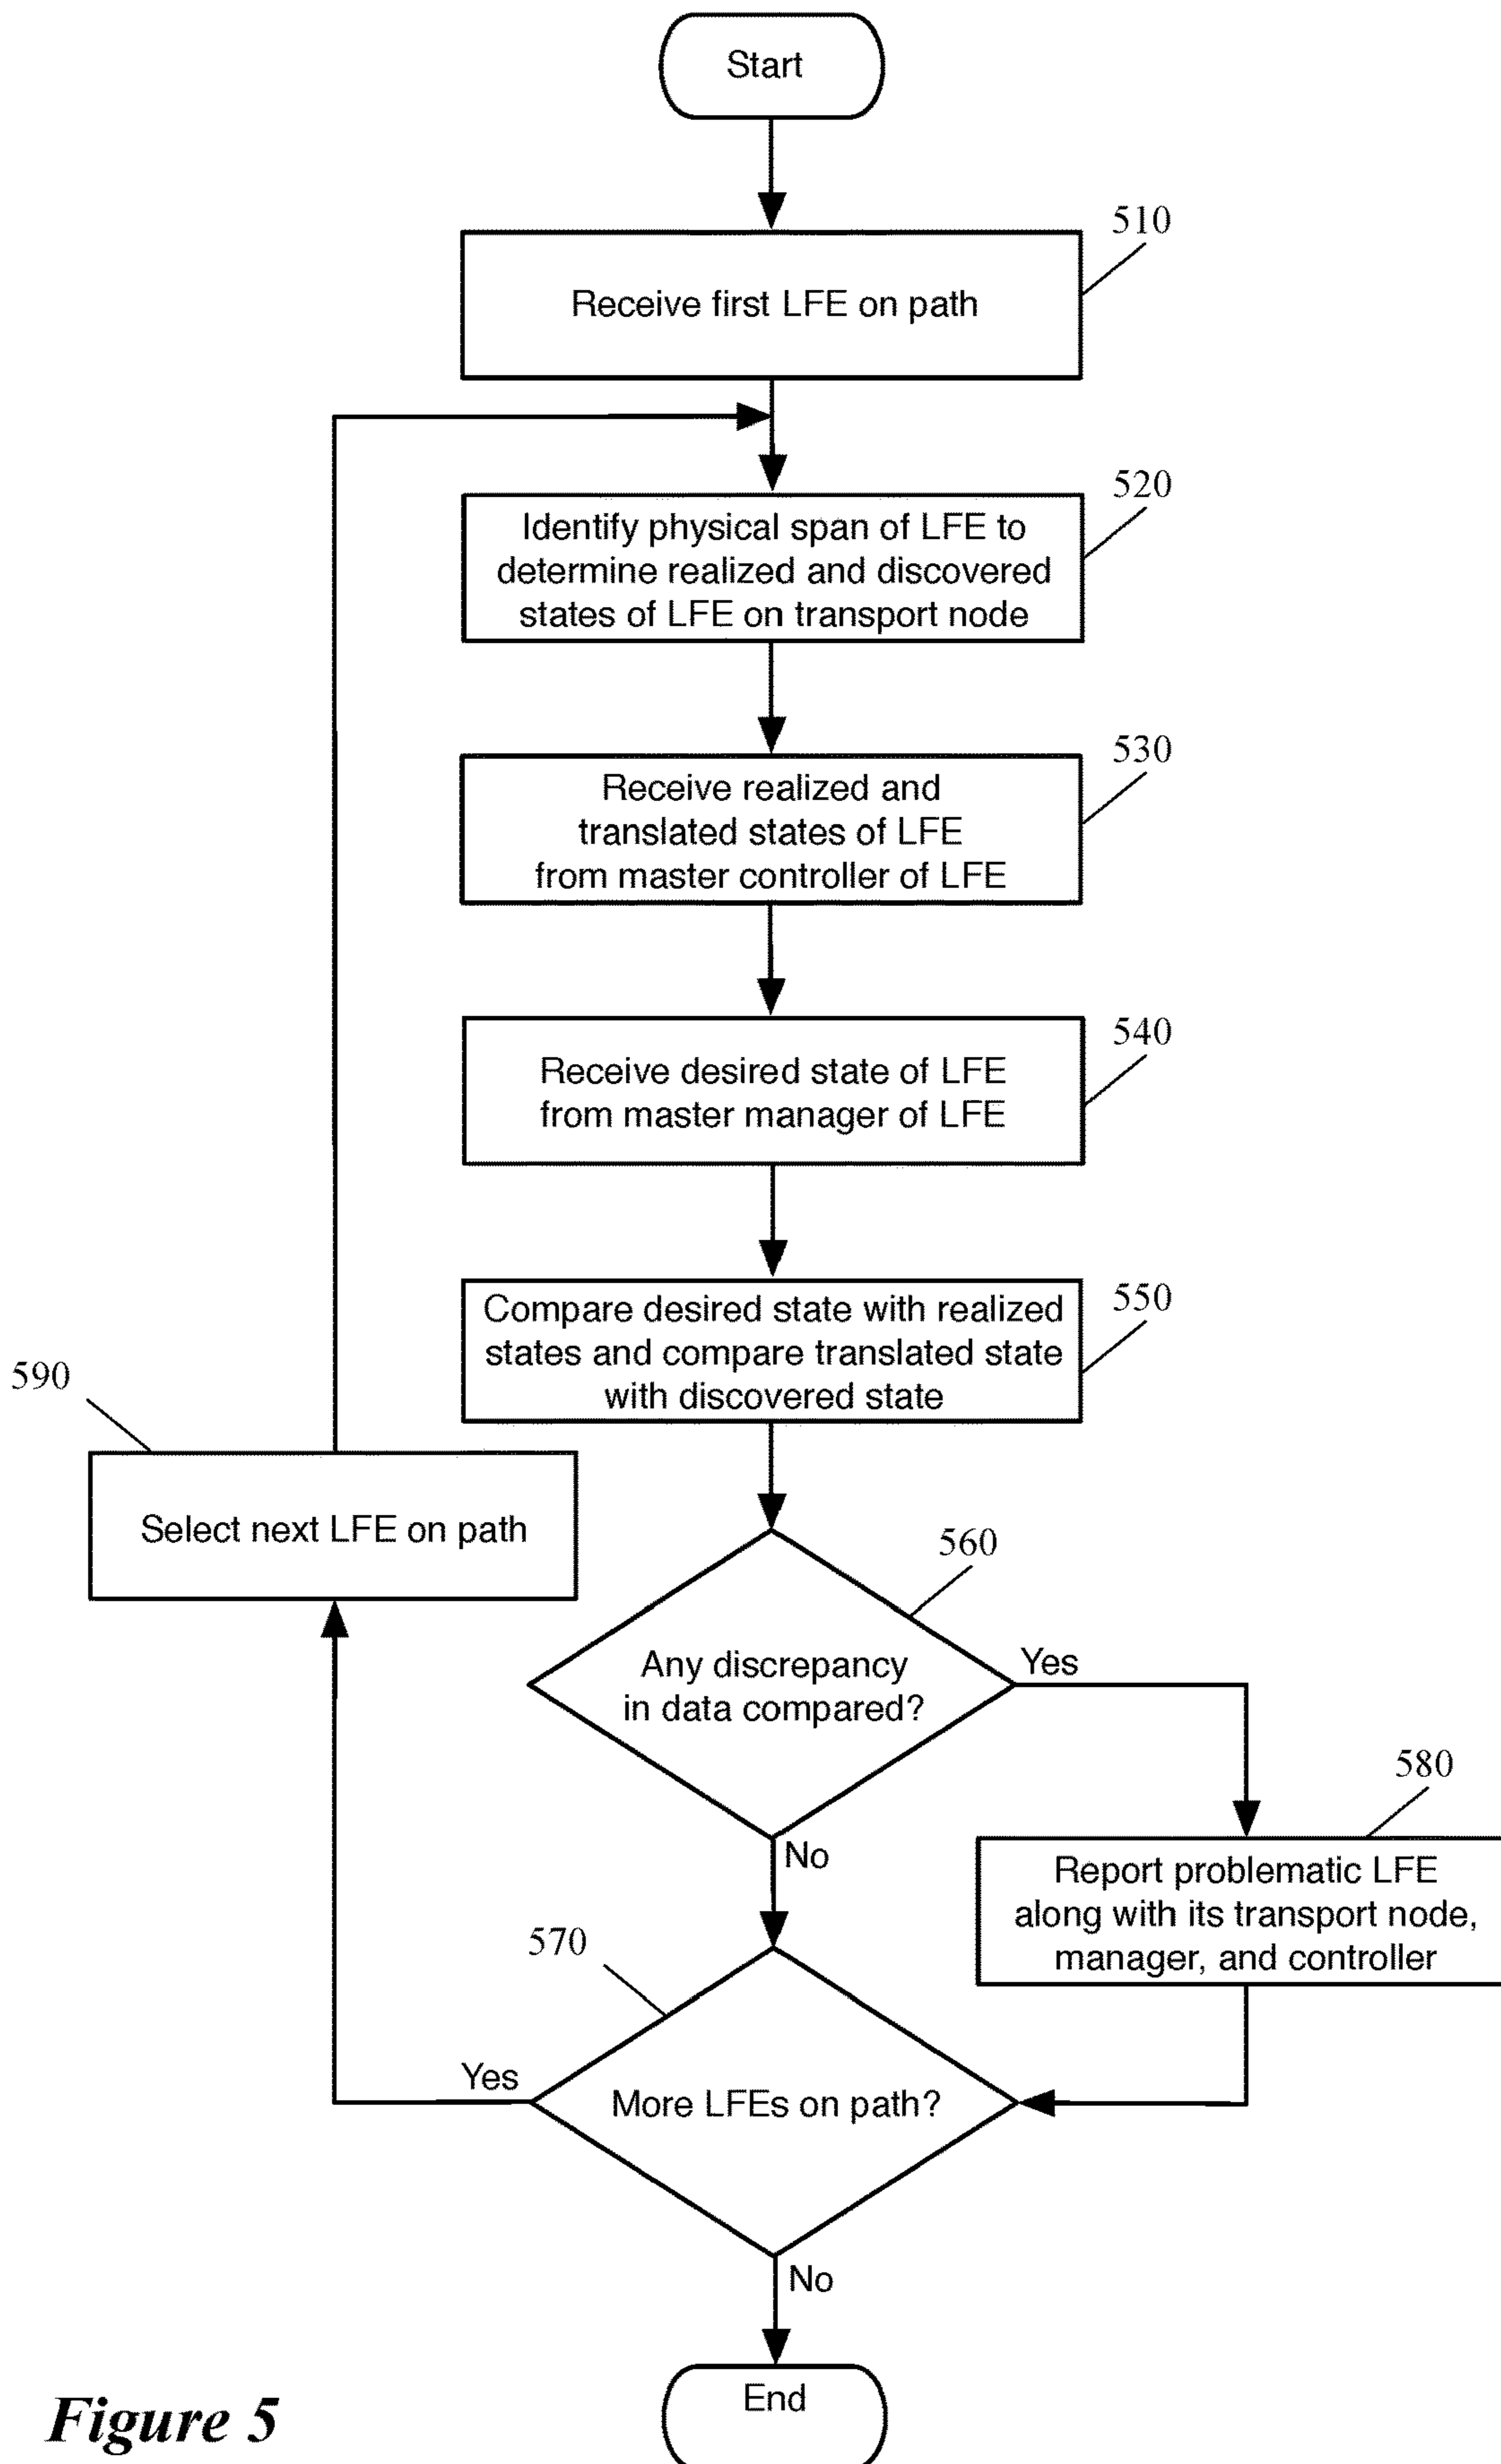 Start
510
Receive first LFE on path
520
Identify physical span of LFE to
determine realized and discovered
states of LFE on transport node
530
Receive realized and
translated states of LFE
from master controller of LFE
540
Receive desired state of LFE
from master manager of LFE
550
Compare desired state with realized
states and compare translated state
with discovered state
590
Select next LFE on path
560
Any discrepancy
in data compared?
Yes
No
580
Report problematic LFE
along with its transport node,
manager, and controller
570
More LFEs on path?
Yes
No
End
Figure 5